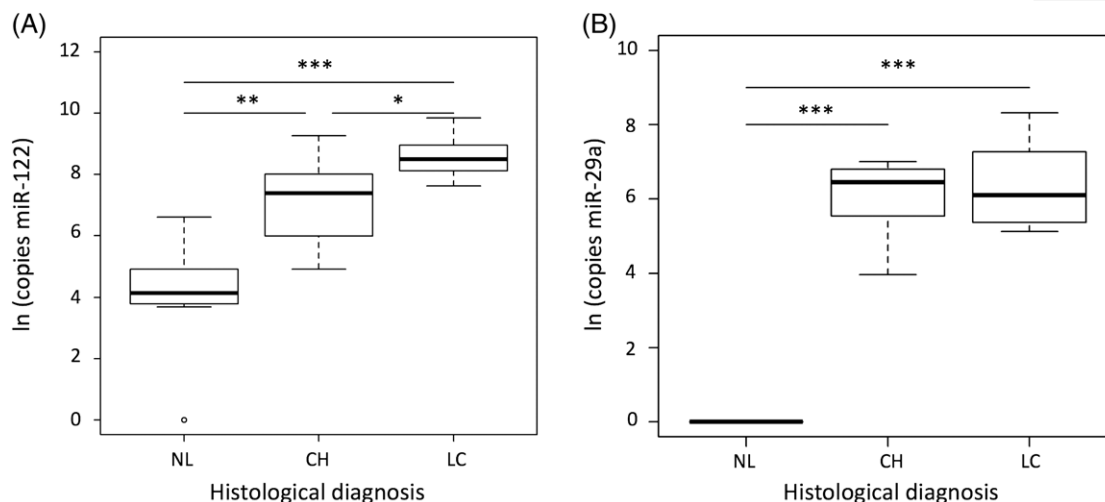 (A)
12
10
8
6
4
8
0
ln (copies miR-122)
***
**
*
NL
CH
LC
Histological diagnosis
(B)
10
8
6
4
2
0
ln (copies miR-29a)
***
***
NL
CH
LC
Histological diagnosis